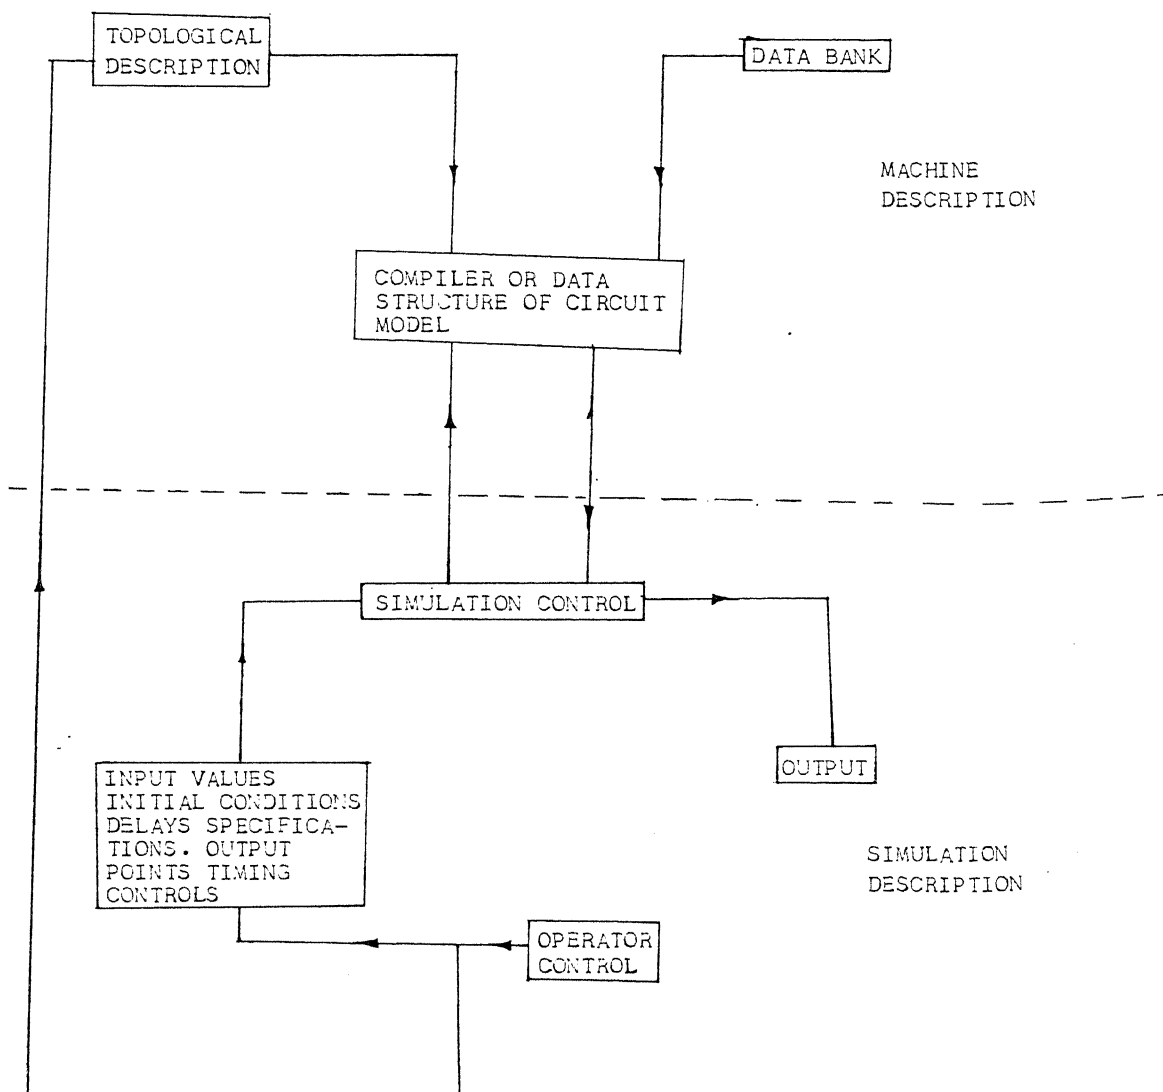 TOPOLOGICAL
DESCRIPTION
DATA BANK
MACHINE
DESCRIPTION
COMPILER OR DATA
STRUCTURE OF CIRCUIT
MODEL
SIMULATION CONTROL
OUTPUT
INPUT VALUES
INITIAL CONDITIONS
DELAYS SPECIFICA-
TIONS. OUTPUT
POINTS TIMING
CONTROLS
SIMULATION
DESCRIPTION
OPERATOR
CONTROL